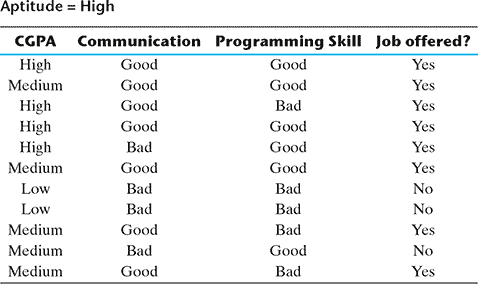 Aptitude = High
CGPA Communication Programming Skill Job offered?
High Good Good Yes
Medium Good Good Yes
High Good Bad Yes
High Good Good Yes
High Bad Good Yes
Medium Good Good Yes
Low Bad Bad No
Low Bad Bad No
Medium Good Bad Yes
Medium Bad Good No
Medium Good Bad Yes